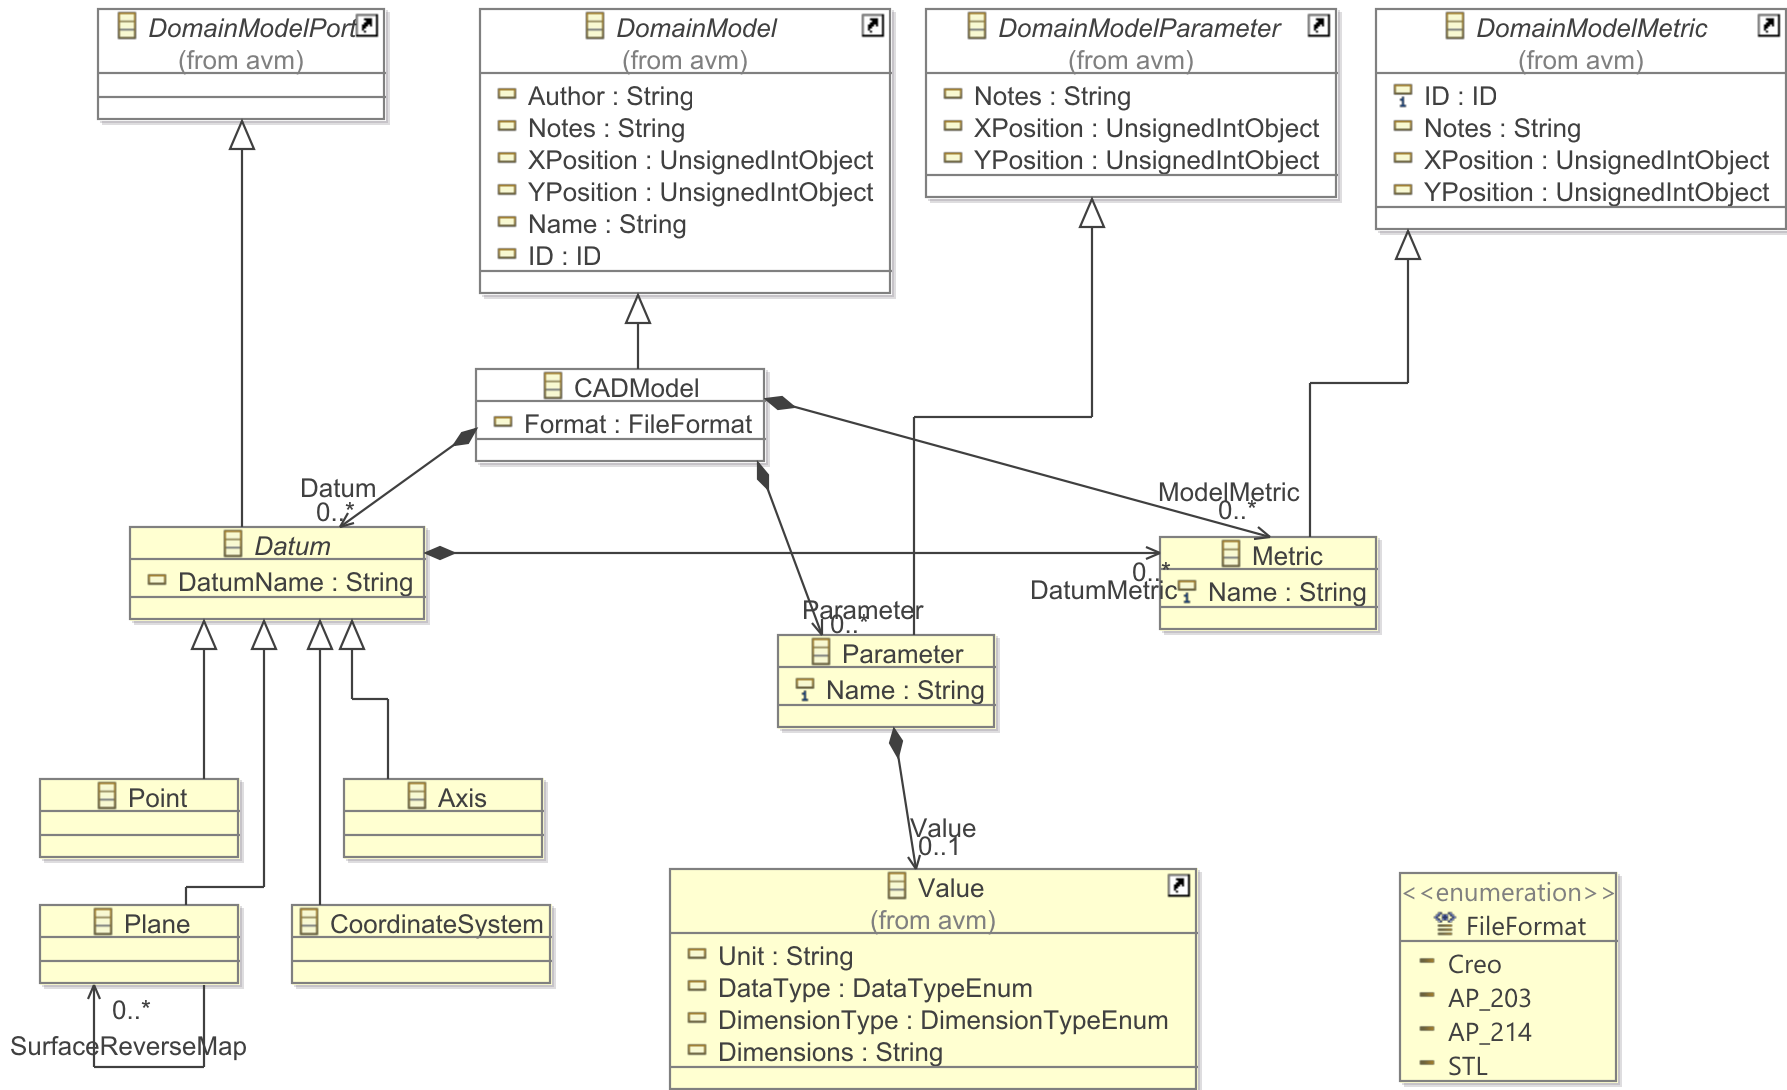 DomainModelPort
(from avm)
DomainModel
(from avm)
Author : String
Notes : String
XPosition : UnsignedIntObject
YPosition : UnsignedIntObject
Name : String
ID : ID
DomainModelParameter
(from avm)
Notes : String
XPosition : UnsignedIntObject
YPosition : UnsignedIntObject
DomainModelMetric
(from avm)
1 ID : ID
Notes : String
XPosition : UnsignedIntObject
YPosition : UnsignedIntObject
CADModel
Format : FileFormat
Datum
0..*
ModelMetric
0..*
Datum
DatumName : String
0..*
DatumMetric
Metric
1 Name : String
Parameter
0..*
Parameter
1 Name : String
Point
Axis
Value
0..1
Plane
CoordinateSystem
0..*
SurfaceReverseMap
Value
(from avm)
Unit : String
DataType : DataTypeEnum
DimensionType : DimensionTypeEnum
Dimensions : String
<<enumeration>>
FileFormat
Creo
AP_203
AP_214
STL